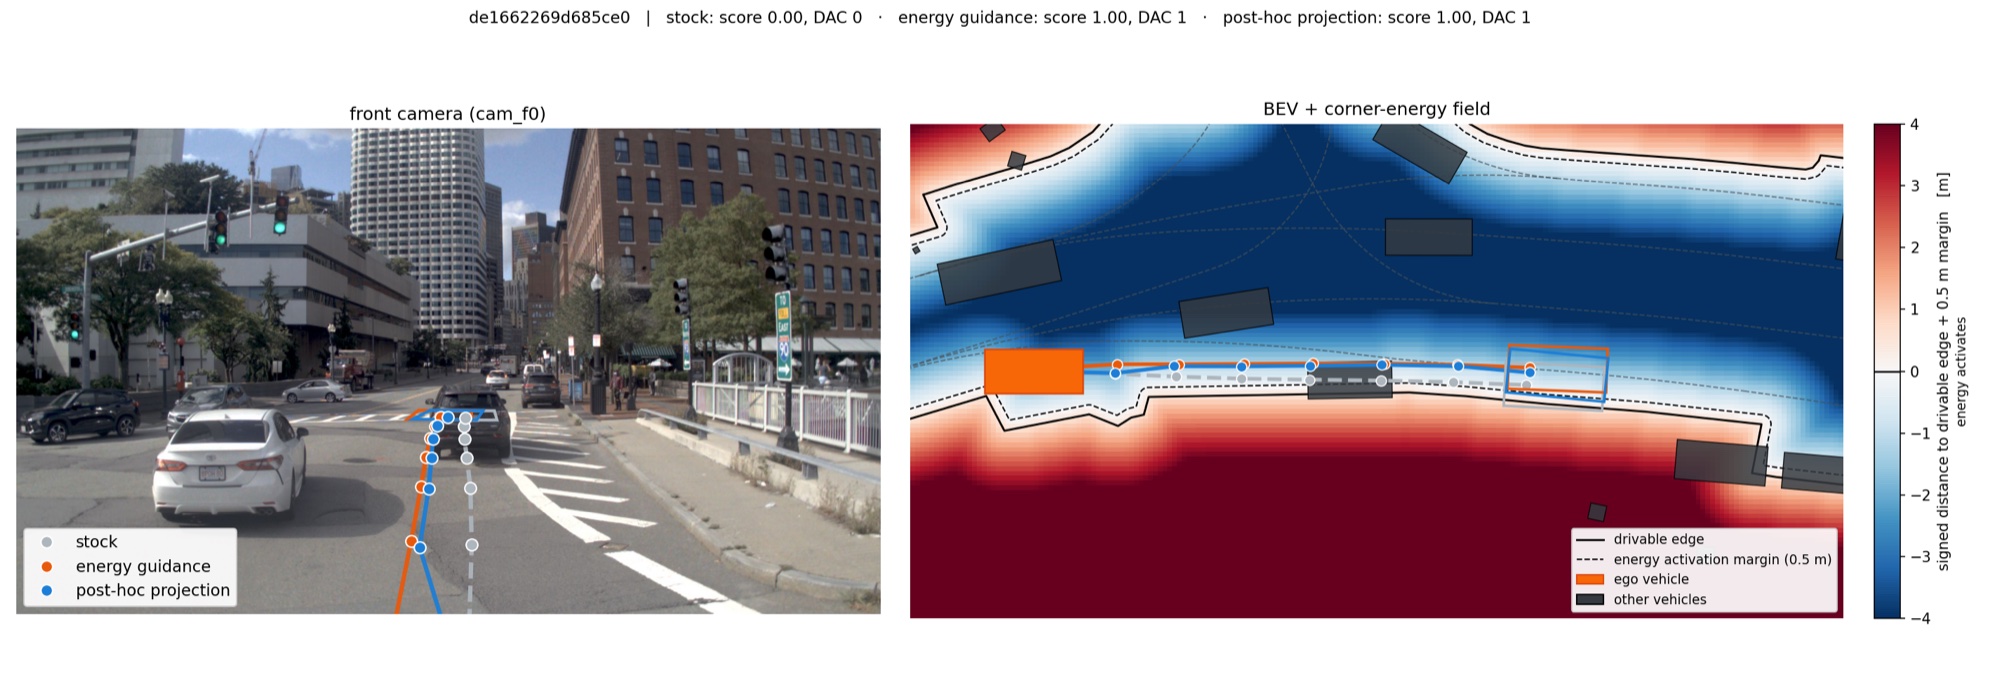 de1662269d685ce0 | stock: score 0.00, DAC 0 · energy guidance: score 1.00, DAC 1 · post-hoc projection: score 1.00, DAC 1
front camera (cam_f0)
BEV + corner-energy field
TO
EAST
90
stock
energy guidance
post-hoc projection
drivable edge
energy activation margin (0.5 m)
ego vehicle
other vehicles
4
3
2
1
0
−1
−2
−3
−4
signed distance to drivable edge + 0.5 m margin [m]
energy activates